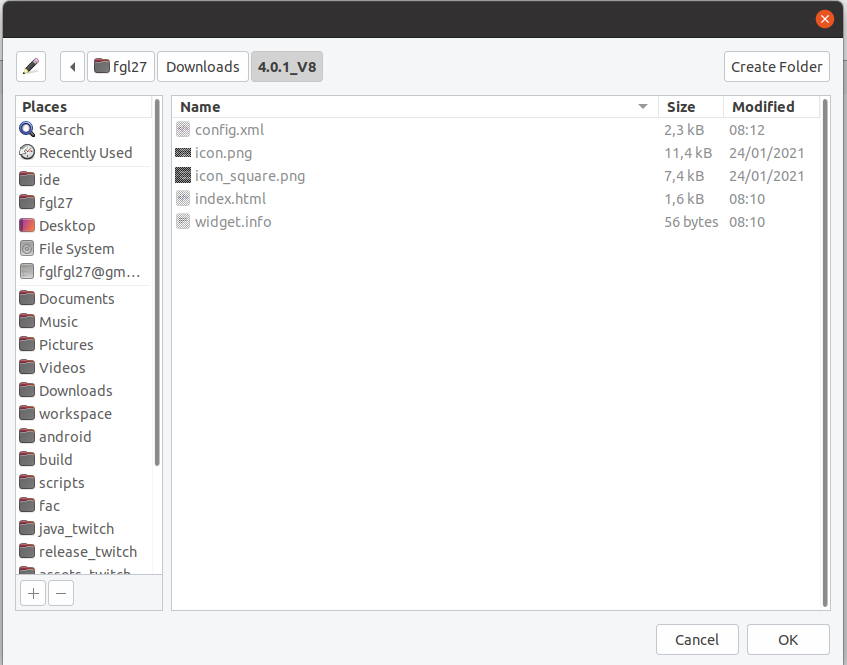 fgl27 Downloads 4.0.1_V8 Create Folder
Places
Search
Recently Used
ide
fgl27
Desktop
File System
fglfgl27@gm...
Documents
Music
Pictures
Videos
Downloads
workspace
android
build
scripts
fac
java_twitch
release_twitch
assets_twitch
Name Size Modified
config.xml 2,3 kB 08:12
icon.png 11,4 kB 24/01/2021
icon_square.png 7,4 kB 24/01/2021
index.html 1,6 kB 08:10
widget.info 56 bytes 08:10
Cancel OK